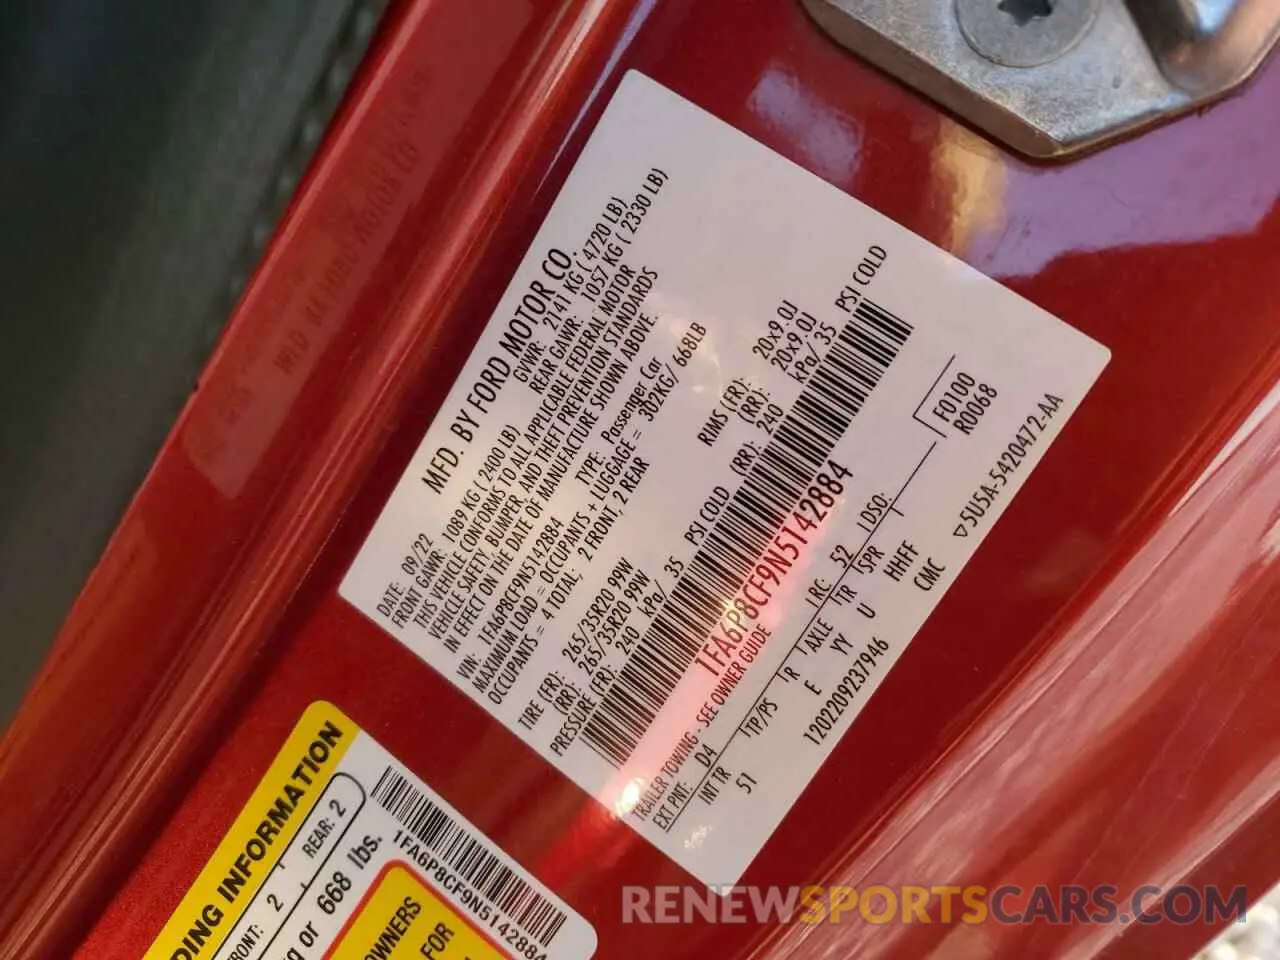 MFD. BY FORD MOTOR CO.
DATE: 09/22 GVWR: 2141 KG ( 4720 LB)
FRONT GAWR: 1089 KG ( 2400 LB) REAR GAWR: 1057 KG ( 2330 LB)
THIS VEHICLE CONFORMS TO ALL APPLICABLE FEDERAL MOTOR
VEHICLE SAFETY, BUMPER, AND THEFT PREVENTION STANDARDS
IN EFFECT ON THE DATE OF MANUFACTURE SHOWN ABOVE.
VIN: 1FA6P8CF9N5142884 TYPE: Passenger Car
MAXIMUM LOAD = OCCUPANTS + LUGGAGE = 302KG/ 668LB
OCCUPANTS = 4 TOTAL, 2 FRONT, 2 REAR
TIRE (FR): 265/35R20 99W RIMS (FR): 20x9.0J
(RR): 265/35R20 99W (RR): 20x9.0J
PRESSURE (FR): 240 kPa/ 35 PSI COLD (RR): 240 kPa/ 35 PSI COLD
1FA6P8CF9N5142884
TRAILER TOWING - SEE OWNER GUIDE
EXT PNT: D4 RC: 52 DSO: F0100
R0068
INT TR TP/PS R AXLE TR SPR
51 E YY U HHFF
CMC
1202209237946 ▽5U5A-5420472-AA
DING INFORMATION
FRONT: 2 REAR: 2
kg or 668 lbs.
1FA6P8CF9N5142884
OWNERS
FOR
RENEWSPORTSCARS.COM